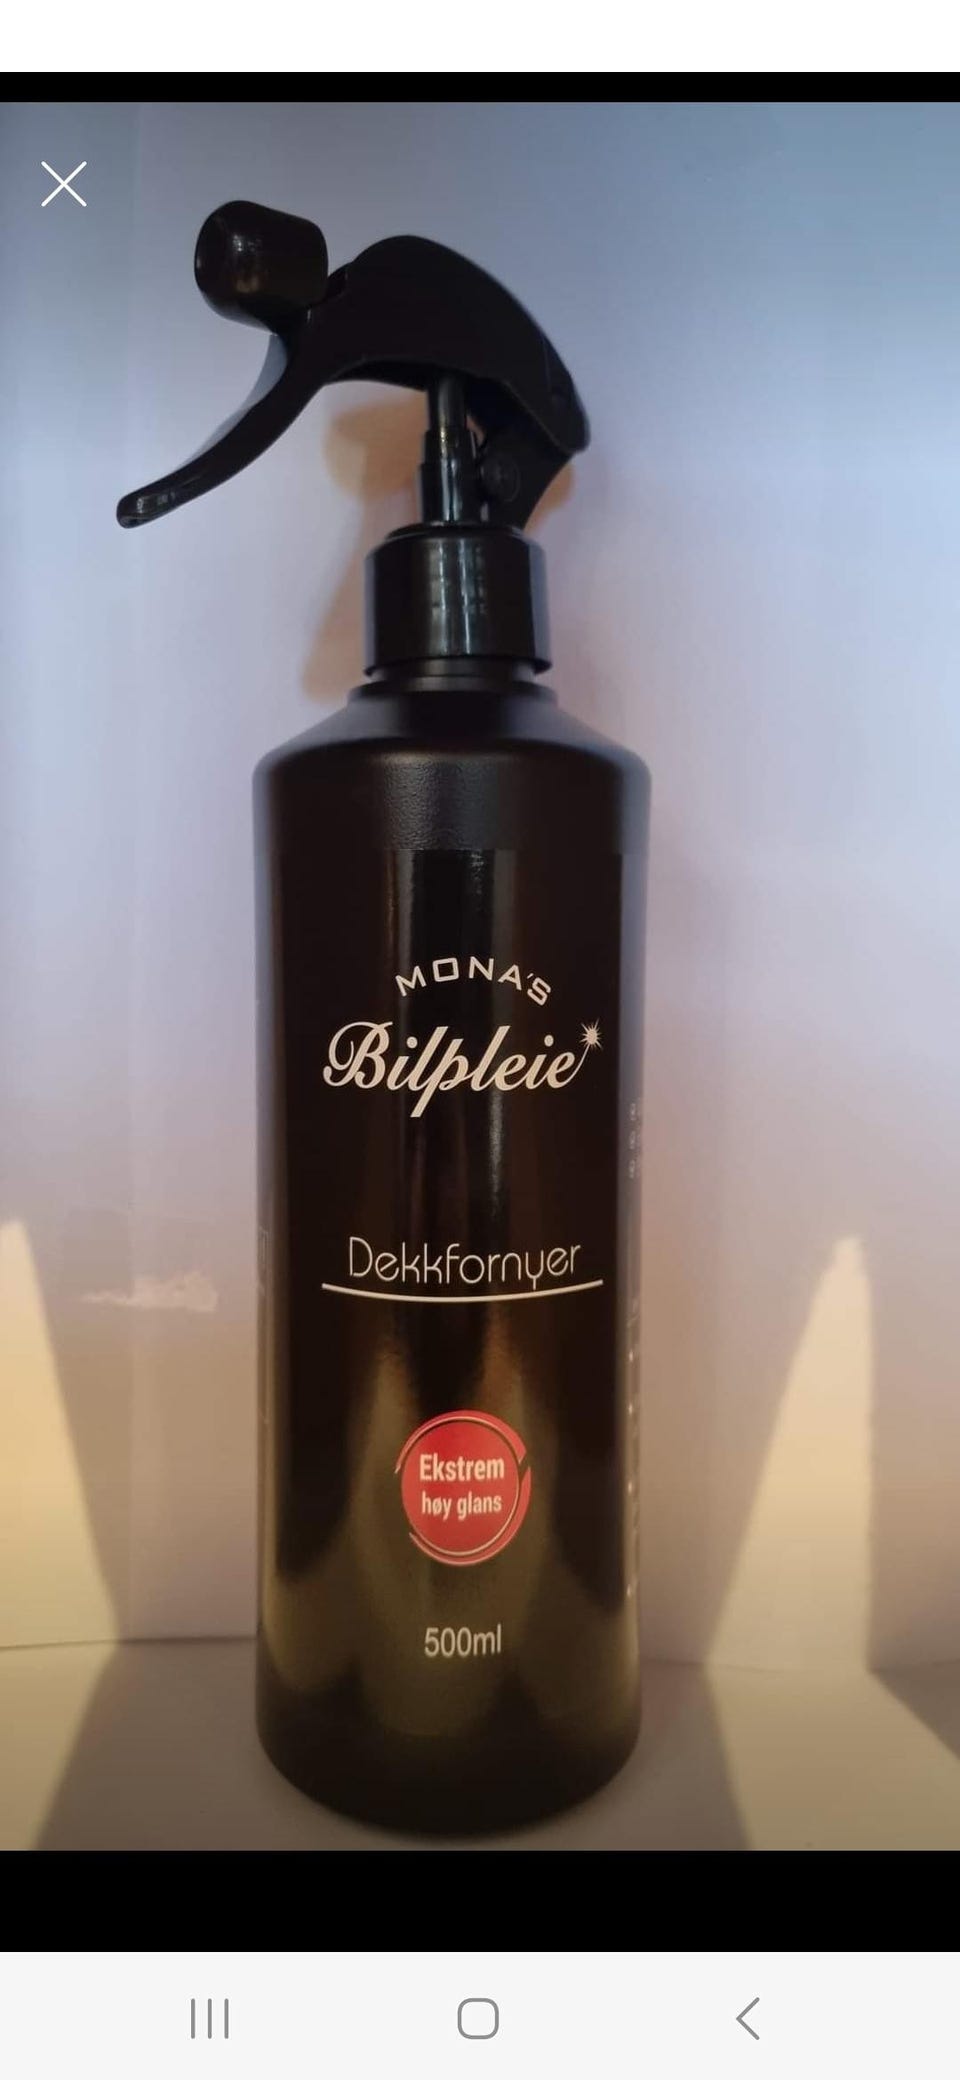 MONA'S
Bilpleie
Dekkfornyer
Ekstrem
høy glans
500ml